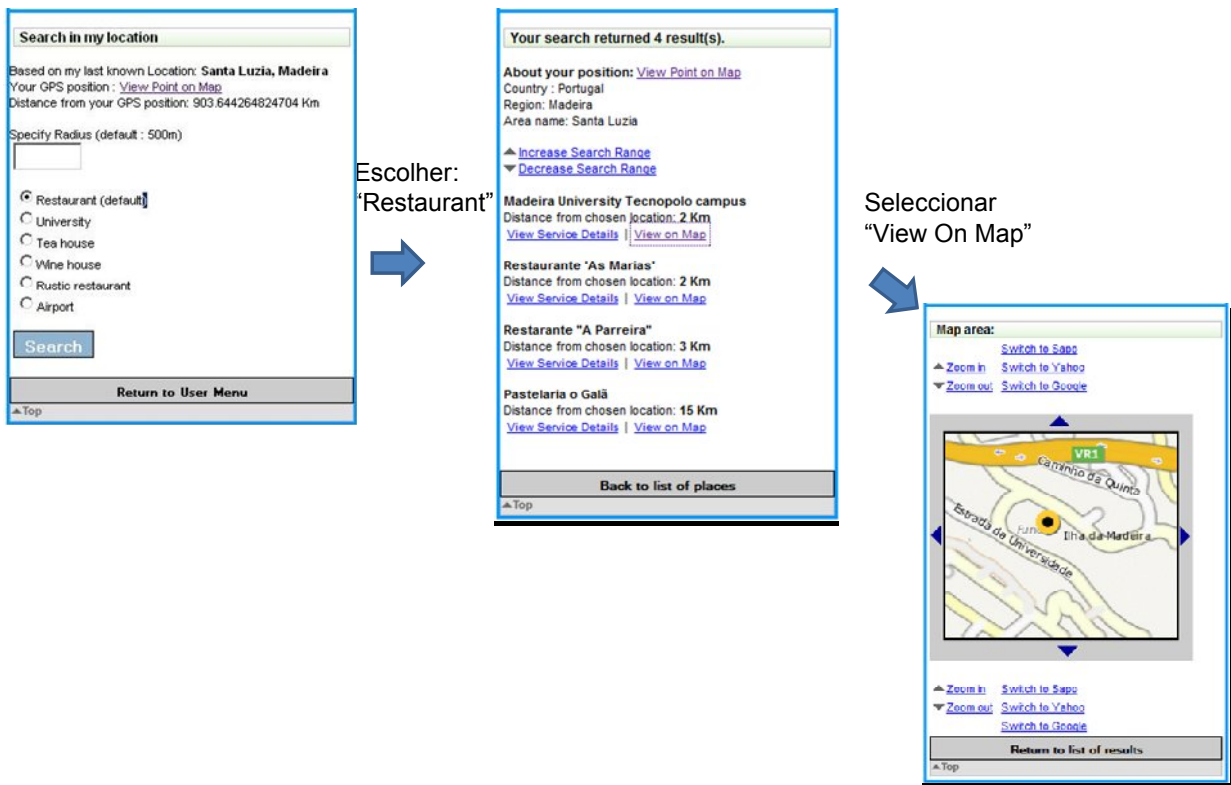 Search in my location
Based on my last known Location: Santa Luzia, Madeira
Your GPS position : View Point on Map
Distance from your GPS position: 903.644264824704 Km
Specify Radius (default : 500m)
Restaurant (default)
University
Tea house
Wine house
Rustic restaurant
Airport
Search
Return to User Menu
Top
Escolher:
“Restaurant”
Your search returned 4 result(s).
About your position: View Point on Map
Country : Portugal
Region: Madeira
Area name: Santa Luzia
Increase Search Range
Decrease Search Range
Madeira University Tecnopolo campus
Distance from chosen location: 2 Km
View Service Details | View on Map
Restaurante 'As Marias'
Distance from chosen location: 2 Km
View Service Details | View on Map
Restarante "A Parreira"
Distance from chosen location: 3 Km
View Service Details | View on Map
Pastelaria o Galã
Distance from chosen location: 15 Km
View Service Details | View on Map
Back to list of places
Top
Seleccionar
“View On Map”
Map area:
Switch to Sapo
Zoom in Switch to Yahoo
Zoom out Switch to Google
VR1
Caminho da Quinta
Estrada da Universidade
Ilha da Madeira
Zoom in Switch to Sapo
Zoom out Switch to Yahoo
Switch to Google
Return to list of results
Top